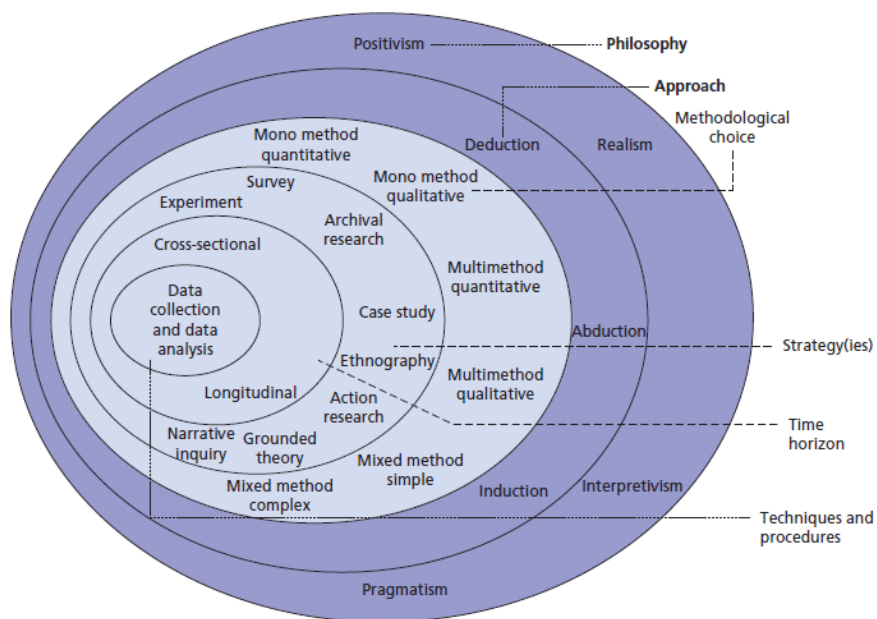 Positivism
Philosophy
Approach
Methodological
choice
Mono method
quantitative
Deduction
Realism
Mono method
qualitative
Survey
Experiment
Archival
research
Cross-sectional
Multimethod
quantitative
Data
collection
and data
analysis
Case study
Abduction
Strategy(ies)
Ethnography
Multimethod
qualitative
Longitudinal
Action
research
Time
horizon
Narrative
inquiry
Grounded
theory
Mixed method
simple
Mixed method
complex
Induction
Interpretivism
Techniques and
procedures
Pragmatism